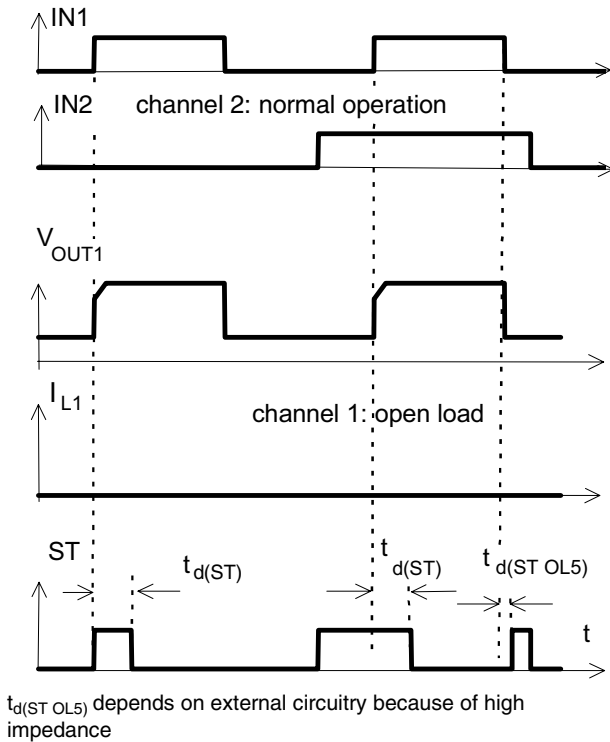 IN1
IN2
channel 2: normal operation
VOUT1
IL1
channel 1: open load
ST
td(ST)
td(ST)
td(ST OL5)
t
td(ST OL5) depends on external circuitry because of high
impedance